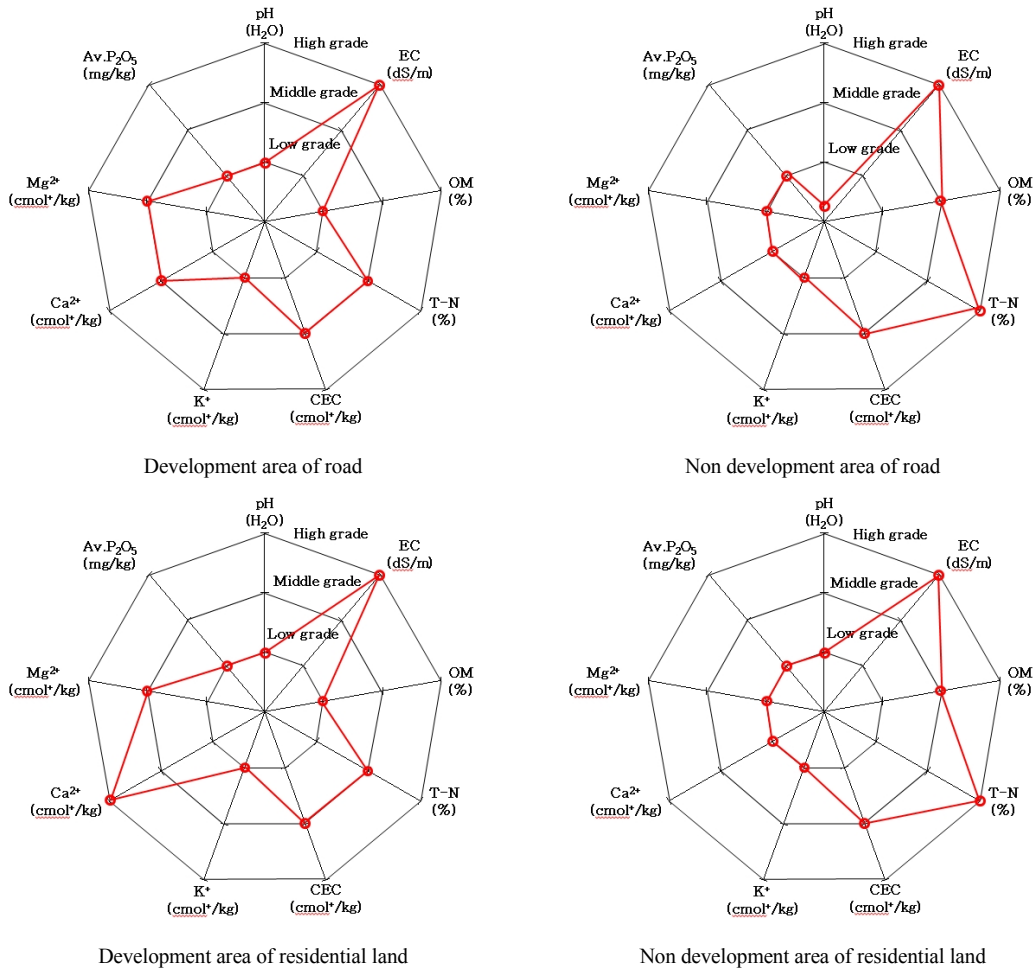 pH
(H₂O)
High grade
EC
(dS/m)
Av.P₂O₅
(mg/kg)
Middle grade
Low grade
Mg²⁺
(cmol⁺/kg)
OM
(%)
Ca²⁺
(cmol⁺/kg)
T-N
(%)
K⁺
(cmol⁺/kg)
CEC
(cmol⁺/kg)
Development area of road
pH
(H₂O)
High grade
EC
(dS/m)
Av.P₂O₅
(mg/kg)
Middle grade
Low grade
Mg²⁺
(cmol⁺/kg)
OM
(%)
Ca²⁺
(cmol⁺/kg)
T-N
(%)
K⁺
(cmol⁺/kg)
CEC
(cmol⁺/kg)
Non development area of road
pH
(H₂O)
High grade
EC
(dS/m)
Av.P₂O₅
(mg/kg)
Middle grade
Low grade
Mg²⁺
(cmol⁺/kg)
OM
(%)
Ca²⁺
(cmol⁺/kg)
T-N
(%)
K⁺
(cmol⁺/kg)
CEC
(cmol⁺/kg)
Development area of residential land
pH
(H₂O)
High grade
EC
(dS/m)
Av.P₂O₅
(mg/kg)
Middle grade
Low grade
Mg²⁺
(cmol⁺/kg)
OM
(%)
Ca²⁺
(cmol⁺/kg)
T-N
(%)
K⁺
(cmol⁺/kg)
CEC
(cmol⁺/kg)
Non development area of residential land